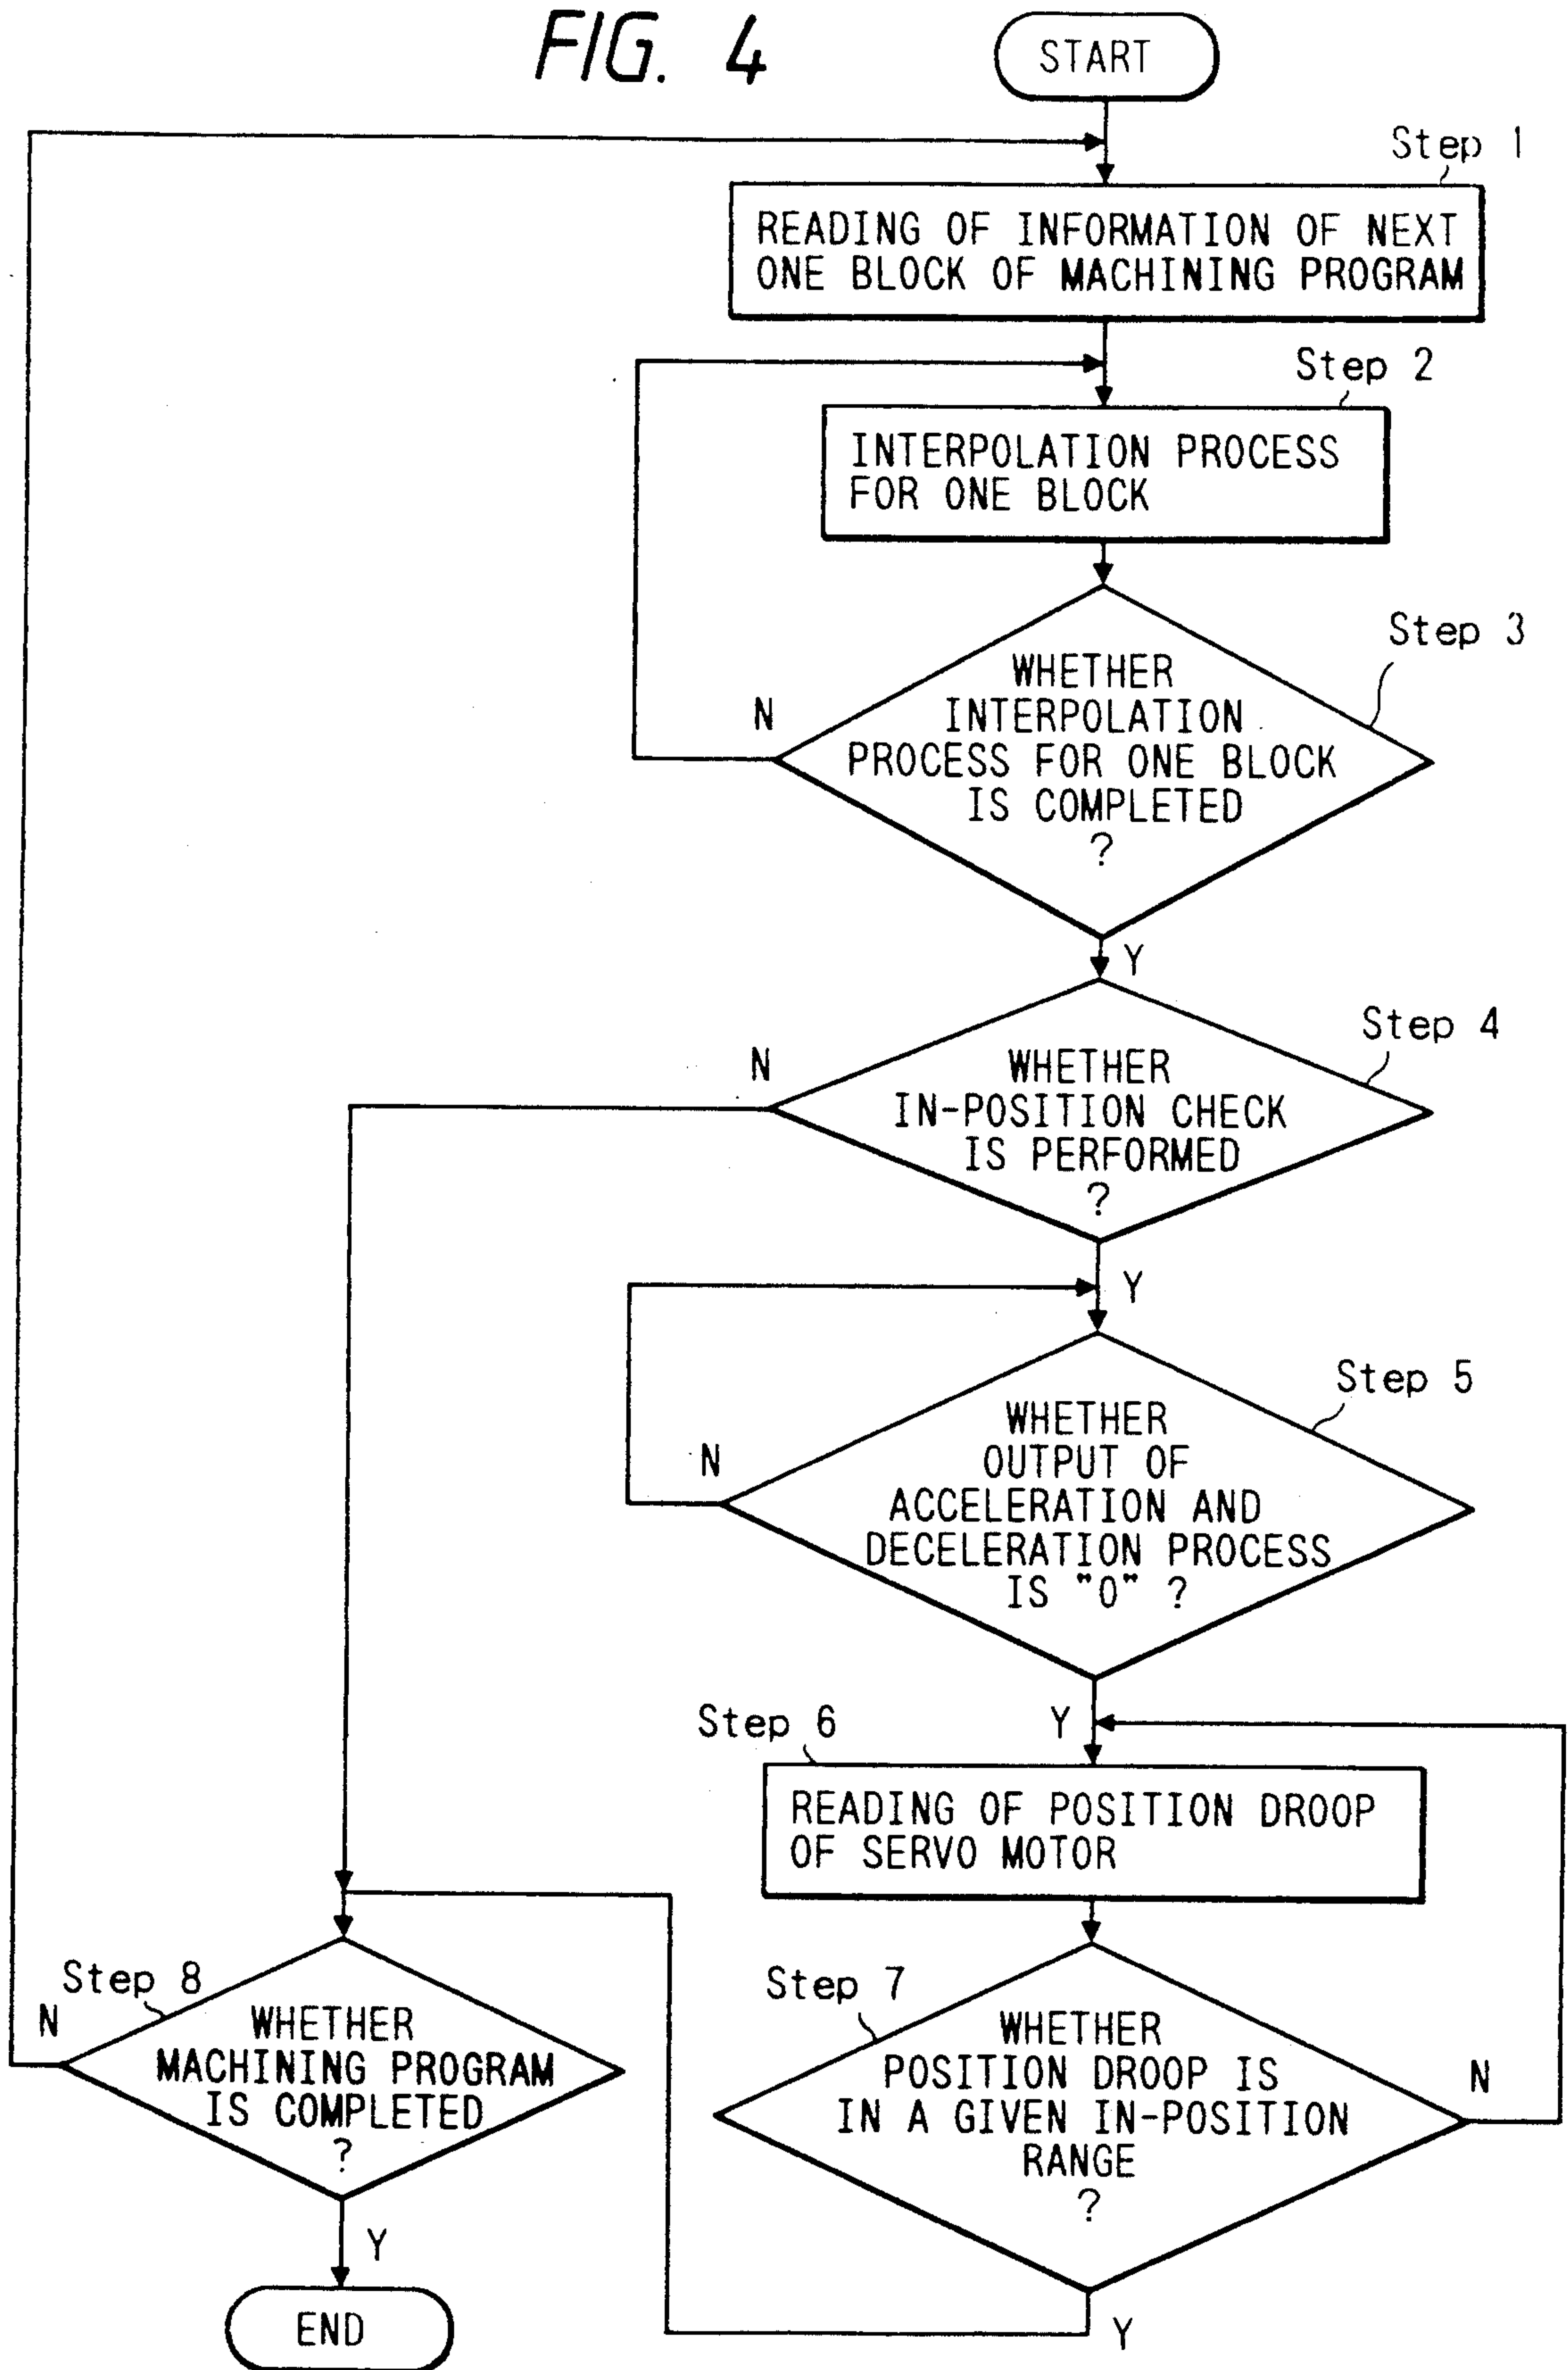 FIG. 4
START
Step 1
READING OF INFORMATION OF NEXT
ONE BLOCK OF MACHINING PROGRAM
Step 2
INTERPOLATION PROCESS
FOR ONE BLOCK
Step 3
WHETHER
INTERPOLATION
PROCESS FOR ONE BLOCK
IS COMPLETED
?
N
Y
Step 4
WHETHER
IN-POSITION CHECK
IS PERFORMED
?
N
Y
Step 5
WHETHER
OUTPUT OF
ACCELERATION AND
DECELERATION PROCESS
IS "0" ?
N
Y
Step 6
READING OF POSITION DROOP
OF SERVO MOTOR
Step 7
WHETHER
POSITION DROOP IS
IN A GIVEN IN-POSITION
RANGE
?
N
Y
Step 8
WHETHER
MACHINING PROGRAM
IS COMPLETED
?
N
Y
END